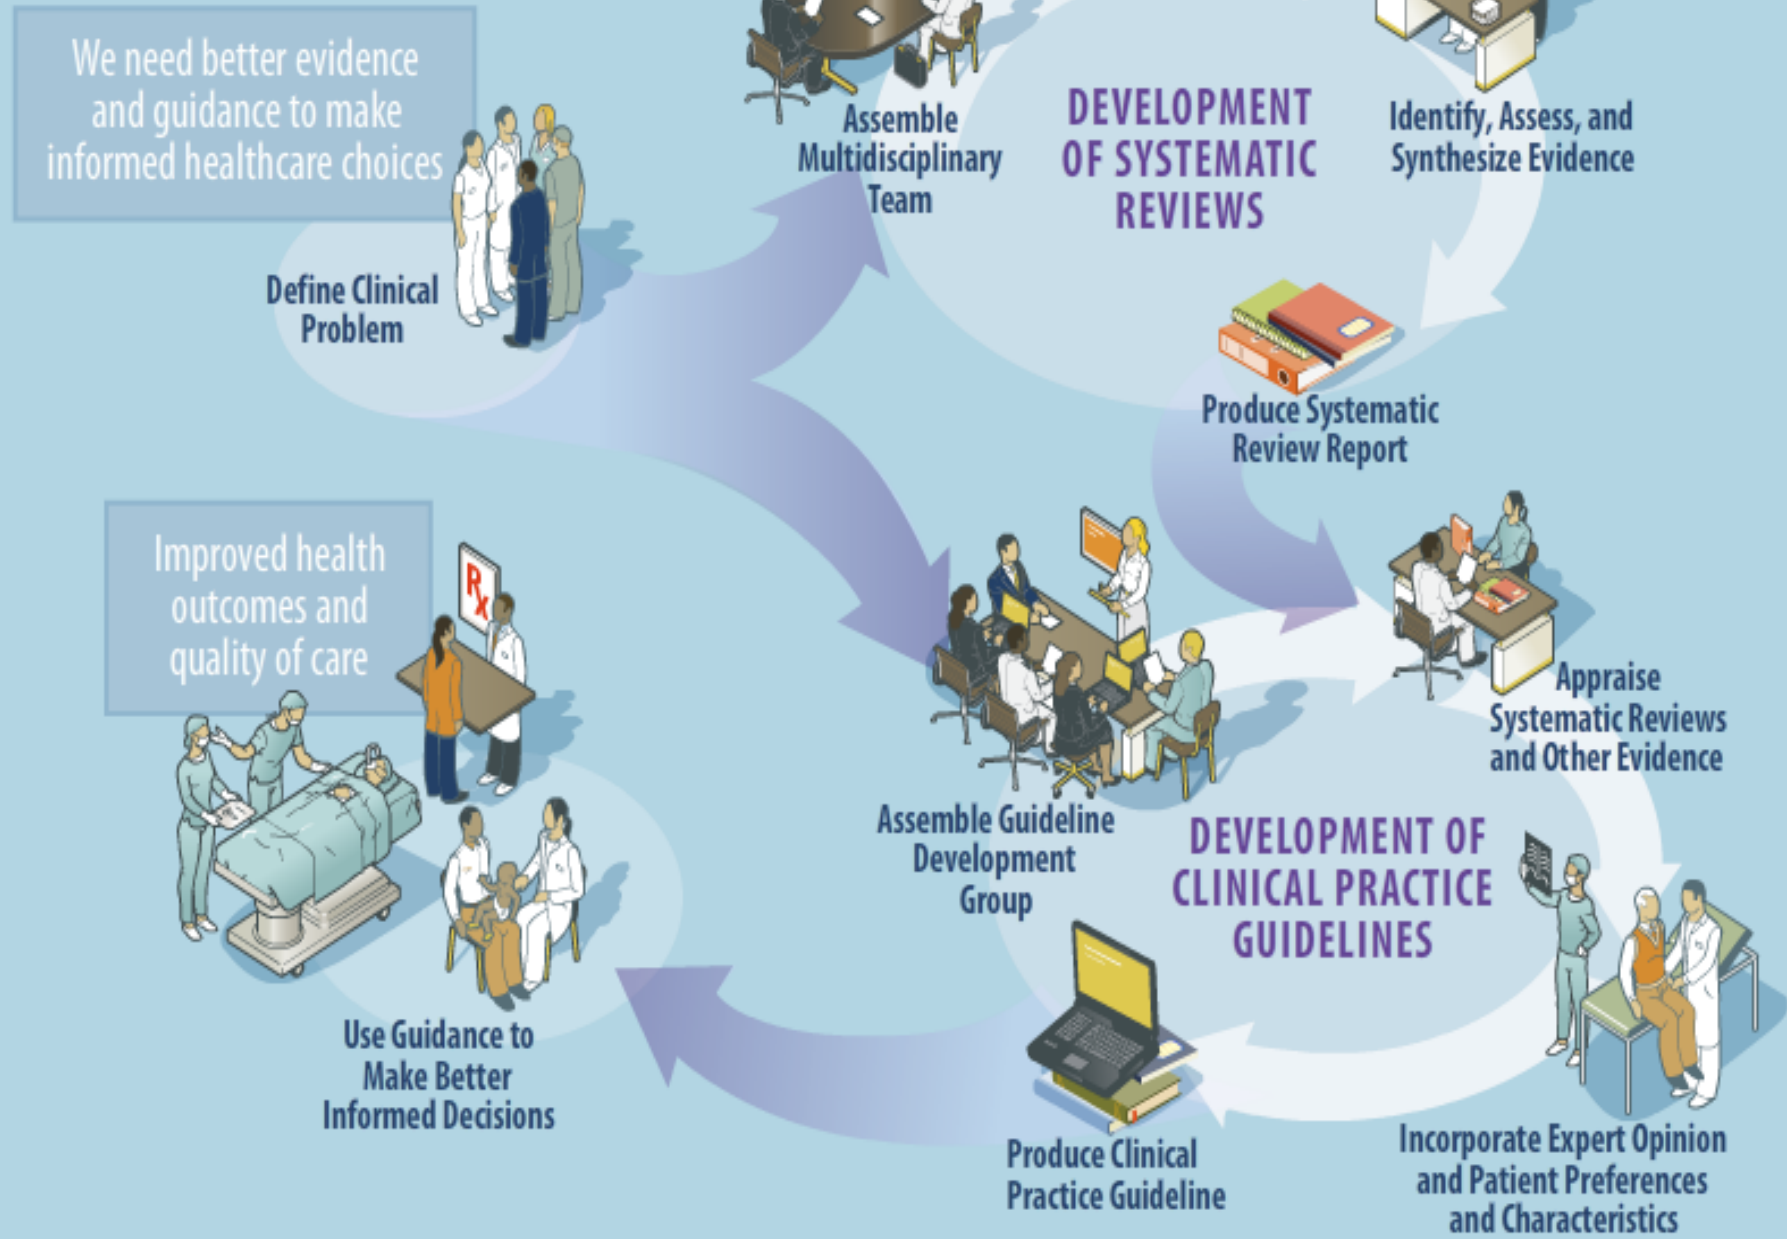 We need better evidence
and guidance to make
informed healthcare choices
Define Clinical
Problem
Assemble
Multidisciplinary
Team
DEVELOPMENT
OF SYSTEMATIC
REVIEWS
Identify, Assess, and
Synthesize Evidence
Produce Systematic
Review Report
Improved health
outcomes and
quality of care
Rx
Assemble Guideline
Development
Group
Appraise
Systematic Reviews
and Other Evidence
DEVELOPMENT OF
CLINICAL PRACTICE
GUIDELINES
Use Guidance to
Make Better
Informed Decisions
Produce Clinical
Practice Guideline
Incorporate Expert Opinion
and Patient Preferences
and Characteristics